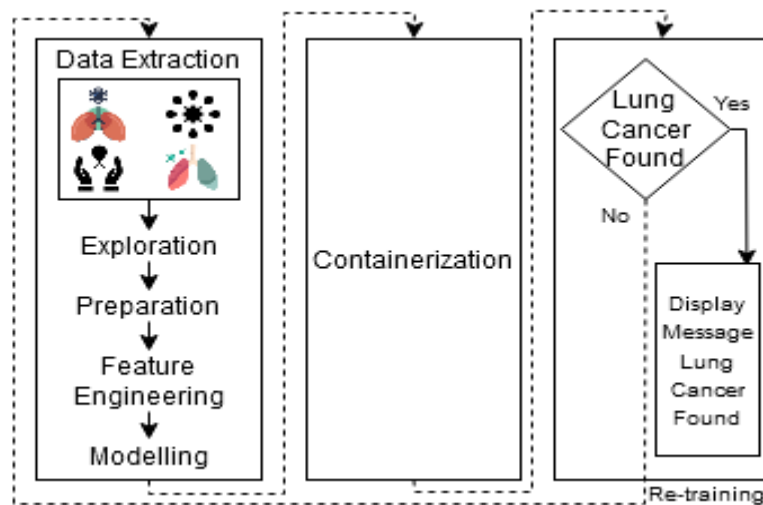 Data Extraction
Exploration
Preparation
Feature
Engineering
Modelling
Containerization
Lung
Cancer
Found
Yes
No
Display
Message
Lung
Cancer
Found
Re-training